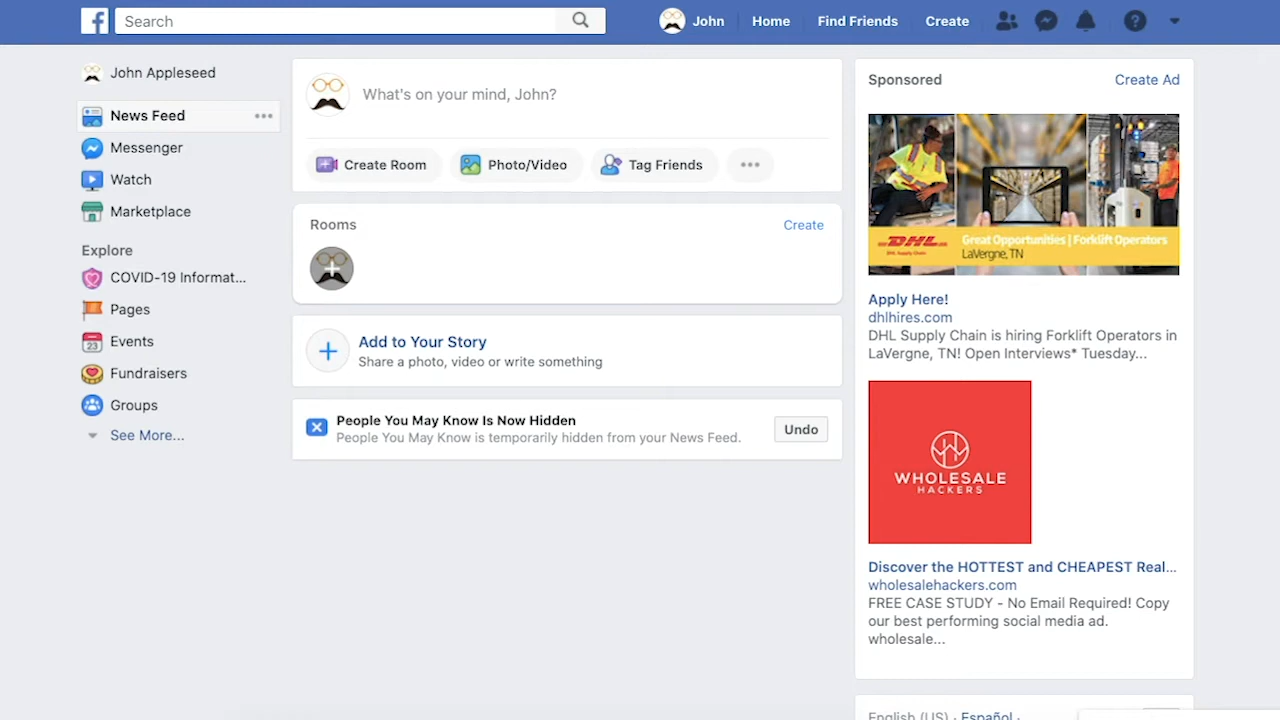 Search
John
Home
Find Friends
Create
John Appleseed
News Feed
Messenger
Watch
Marketplace
Explore
COVID-19 Informat...
Pages
23
Events
Fundraisers
Groups
See More...
What's on your mind, John?
Create Room
Photo/Video
Tag Friends
Rooms
Create
Add to Your Story
Share a photo, video or write something
People You May Know Is Now Hidden
People You May Know is temporarily hidden from your News Feed.
Undo
Sponsored
Create Ad
DHL
DHL Supply Chain
Great Opportunities | Forklift Operators
LaVergne, TN
Apply Here!
dhlhires.com
DHL Supply Chain is hiring Forklift Operators in
LaVergne, TN! Open Interviews* Tuesday...
WHOLESALE
HACKERS
Discover the HOTTEST and CHEAPEST Real...
wholesalehackers.com
FREE CASE STUDY - No Email Required! Copy
our best performing social media ad.
wholesale...
English (US) · Español ·